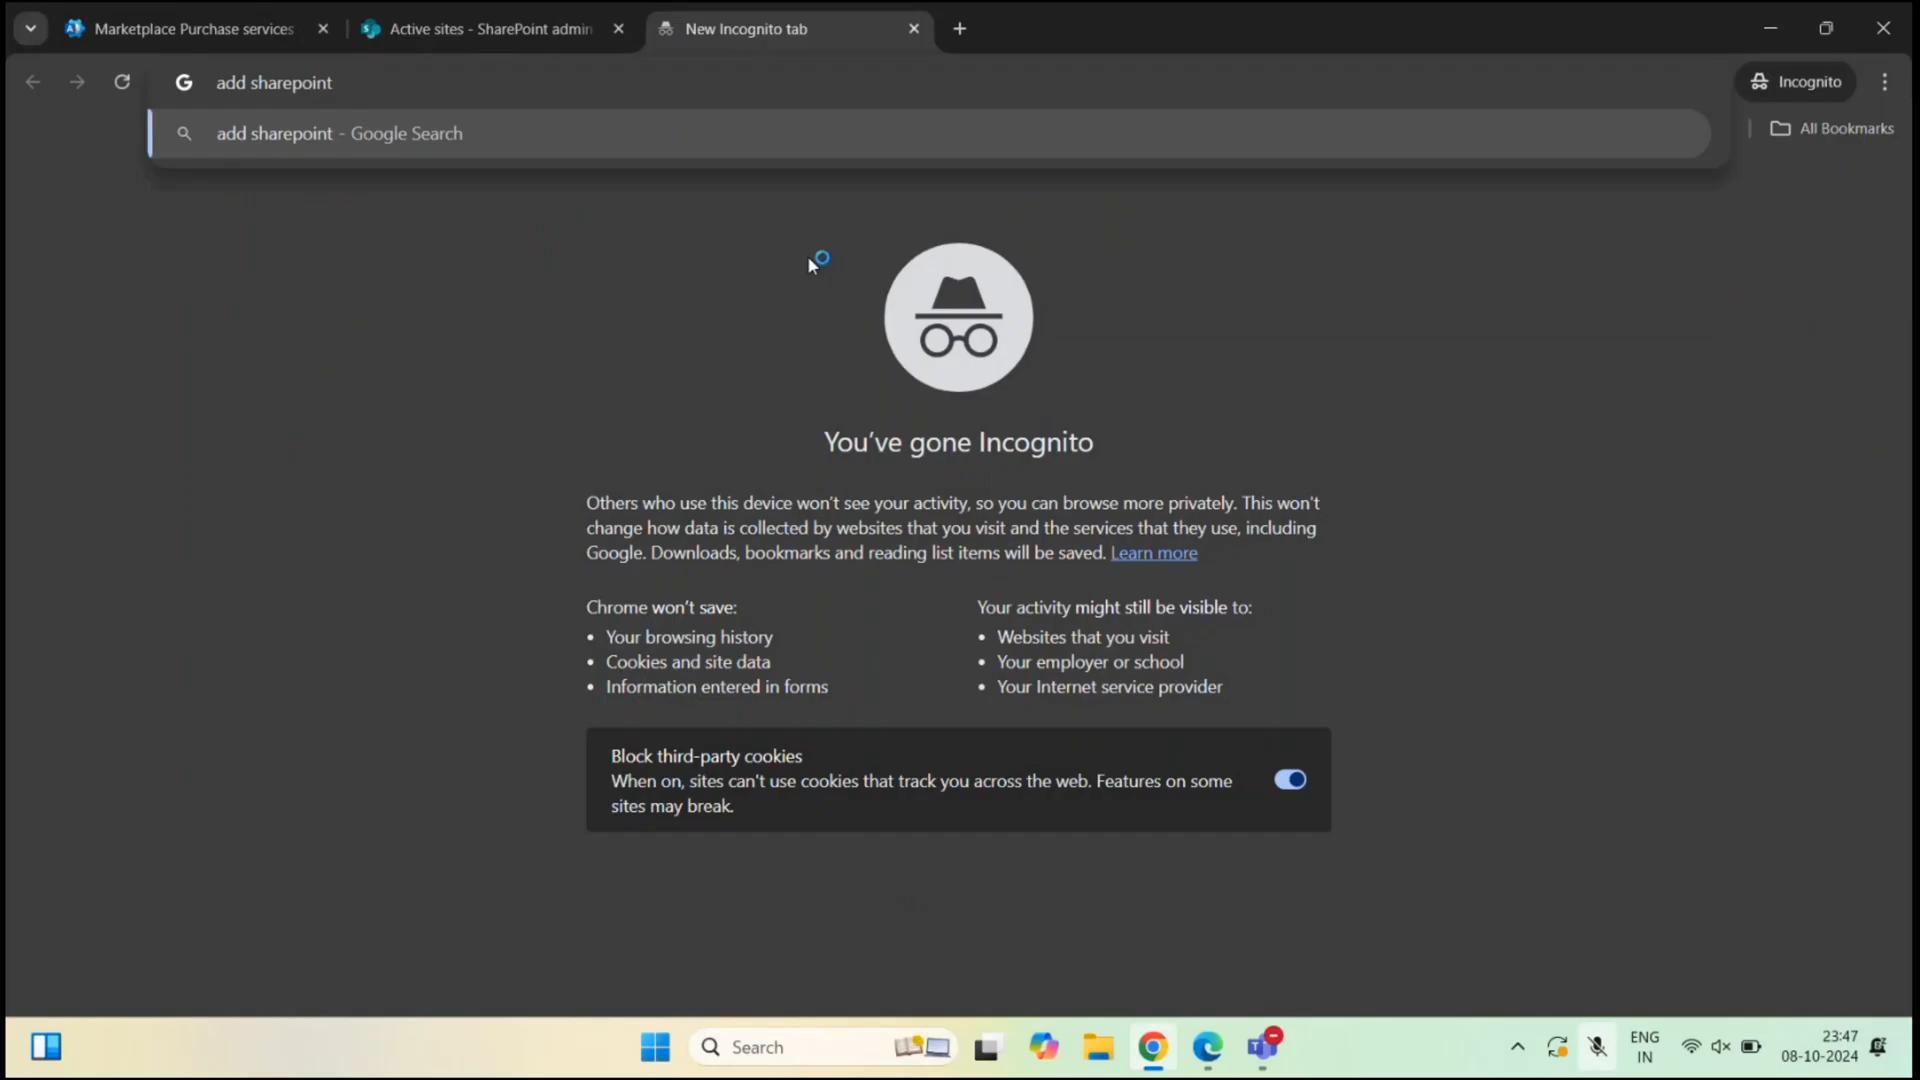 Marketplace Purchase services
Active sites - SharePoint admin
New Incognito tab
add sharepoint
Incognito
add sharepoint - Google Search
All Bookmarks
You've gone Incognito
Others who use this device won't see your activity, so you can browse more privately. This won't
change how data is collected by websites that you visit and the services that they use, including
Google. Downloads, bookmarks and reading list items will be saved. Learn more
Chrome won't save:
• Your browsing history
• Cookies and site data
• Information entered in forms
Your activity might still be visible to:
• Websites that you visit
• Your employer or school
• Your Internet service provider
Block third-party cookies
When on, sites can't use cookies that track you across the web. Features on some
sites may break.
Search
ENG
IN
23:47
08-10-2024